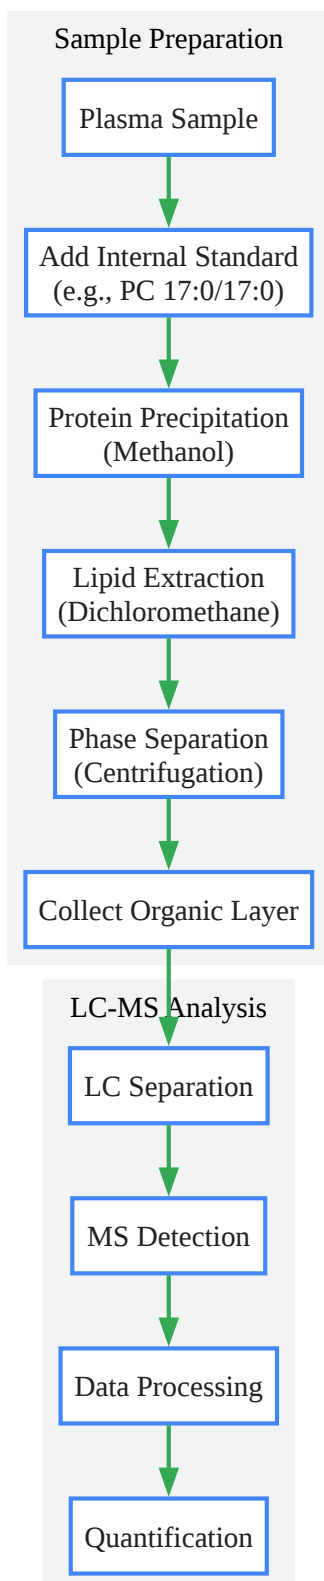 Sample Preparation
Plasma Sample
Add Internal Standard
(e.g., PC 17:0/17:0)
Protein Precipitation
(Methanol)
Lipid Extraction
(Dichloromethane)
Phase Separation
(Centrifugation)
Collect Organic Layer
LC-MS Analysis
LC Separation
MS Detection
Data Processing
Quantification